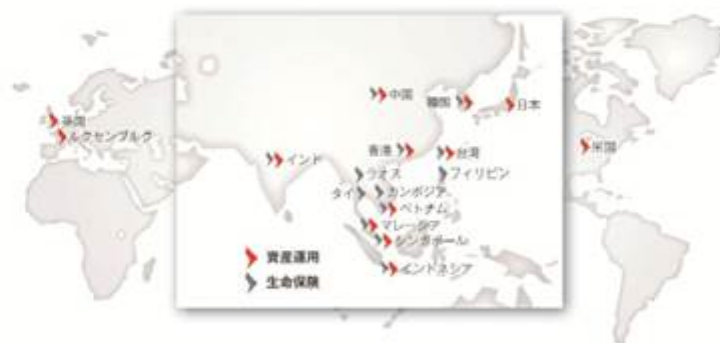 中国
韓国
日本
英国
ルクセンブルク
香港
台湾
米国
インド
ラオス
フィリピン
タイ
カンボジア
ベトナム
マレーシア
シンガポール
インドネシア
資産運用
生命保険